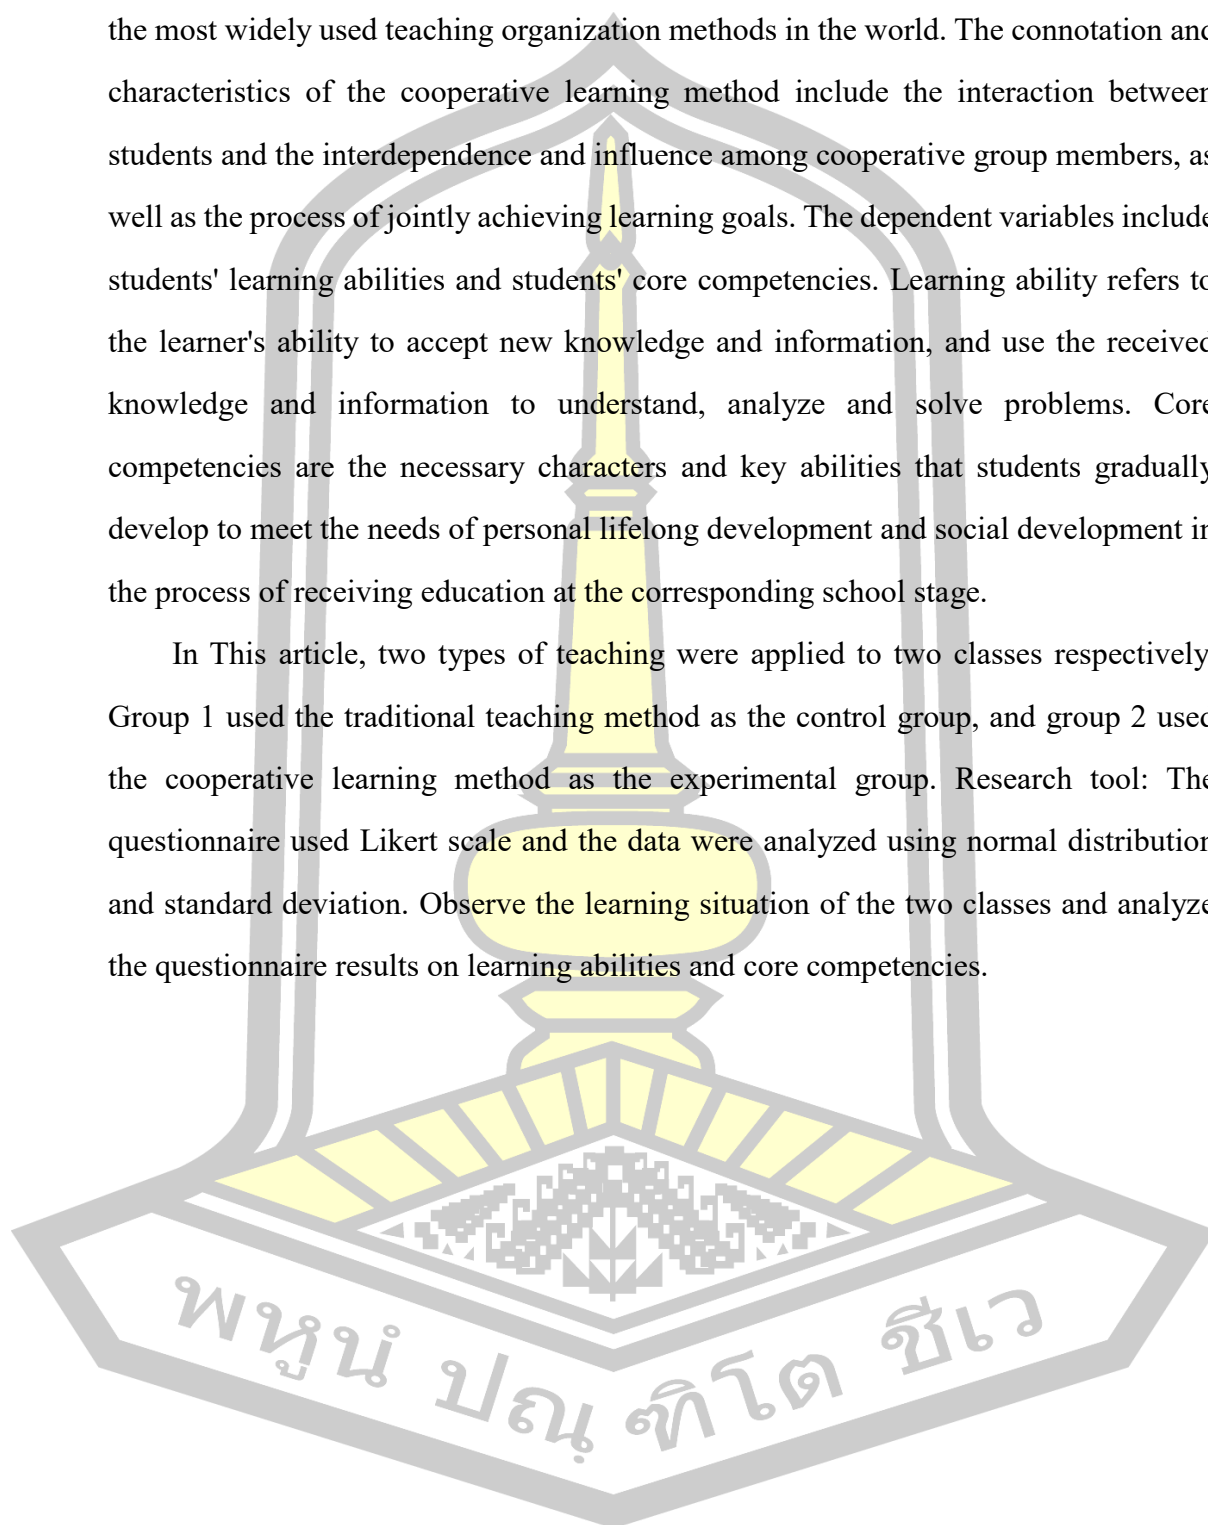 the most widely used teaching organization methods in the world. The connotation and
characteristics of the cooperative learning method include the interaction between
students and the interdependence and influence among cooperative group members, as
well as the process of jointly achieving learning goals. The dependent variables include
students' learning abilities and students' core competencies. Learning ability refers to
the learner's ability to accept new knowledge and information, and use the received
knowledge and information to understand, analyze and solve problems. Core
competencies are the necessary characters and key abilities that students gradually
develop to meet the needs of personal lifelong development and social development in
the process of receiving education at the corresponding school stage.
In This article, two types of teaching were applied to two classes respectively
Group 1 used the traditional teaching method as the control group, and group 2 used
the cooperative learning method as the experimental group. Research tool: The
questionnaire used Likert scale and the data were analyzed using normal distribution
and standard deviation. Observe the learning situation of the two classes and analyze
the questionnaire results on learning abilities and core competencies.
พหูนํ ปณฺฑิโต ชีเว